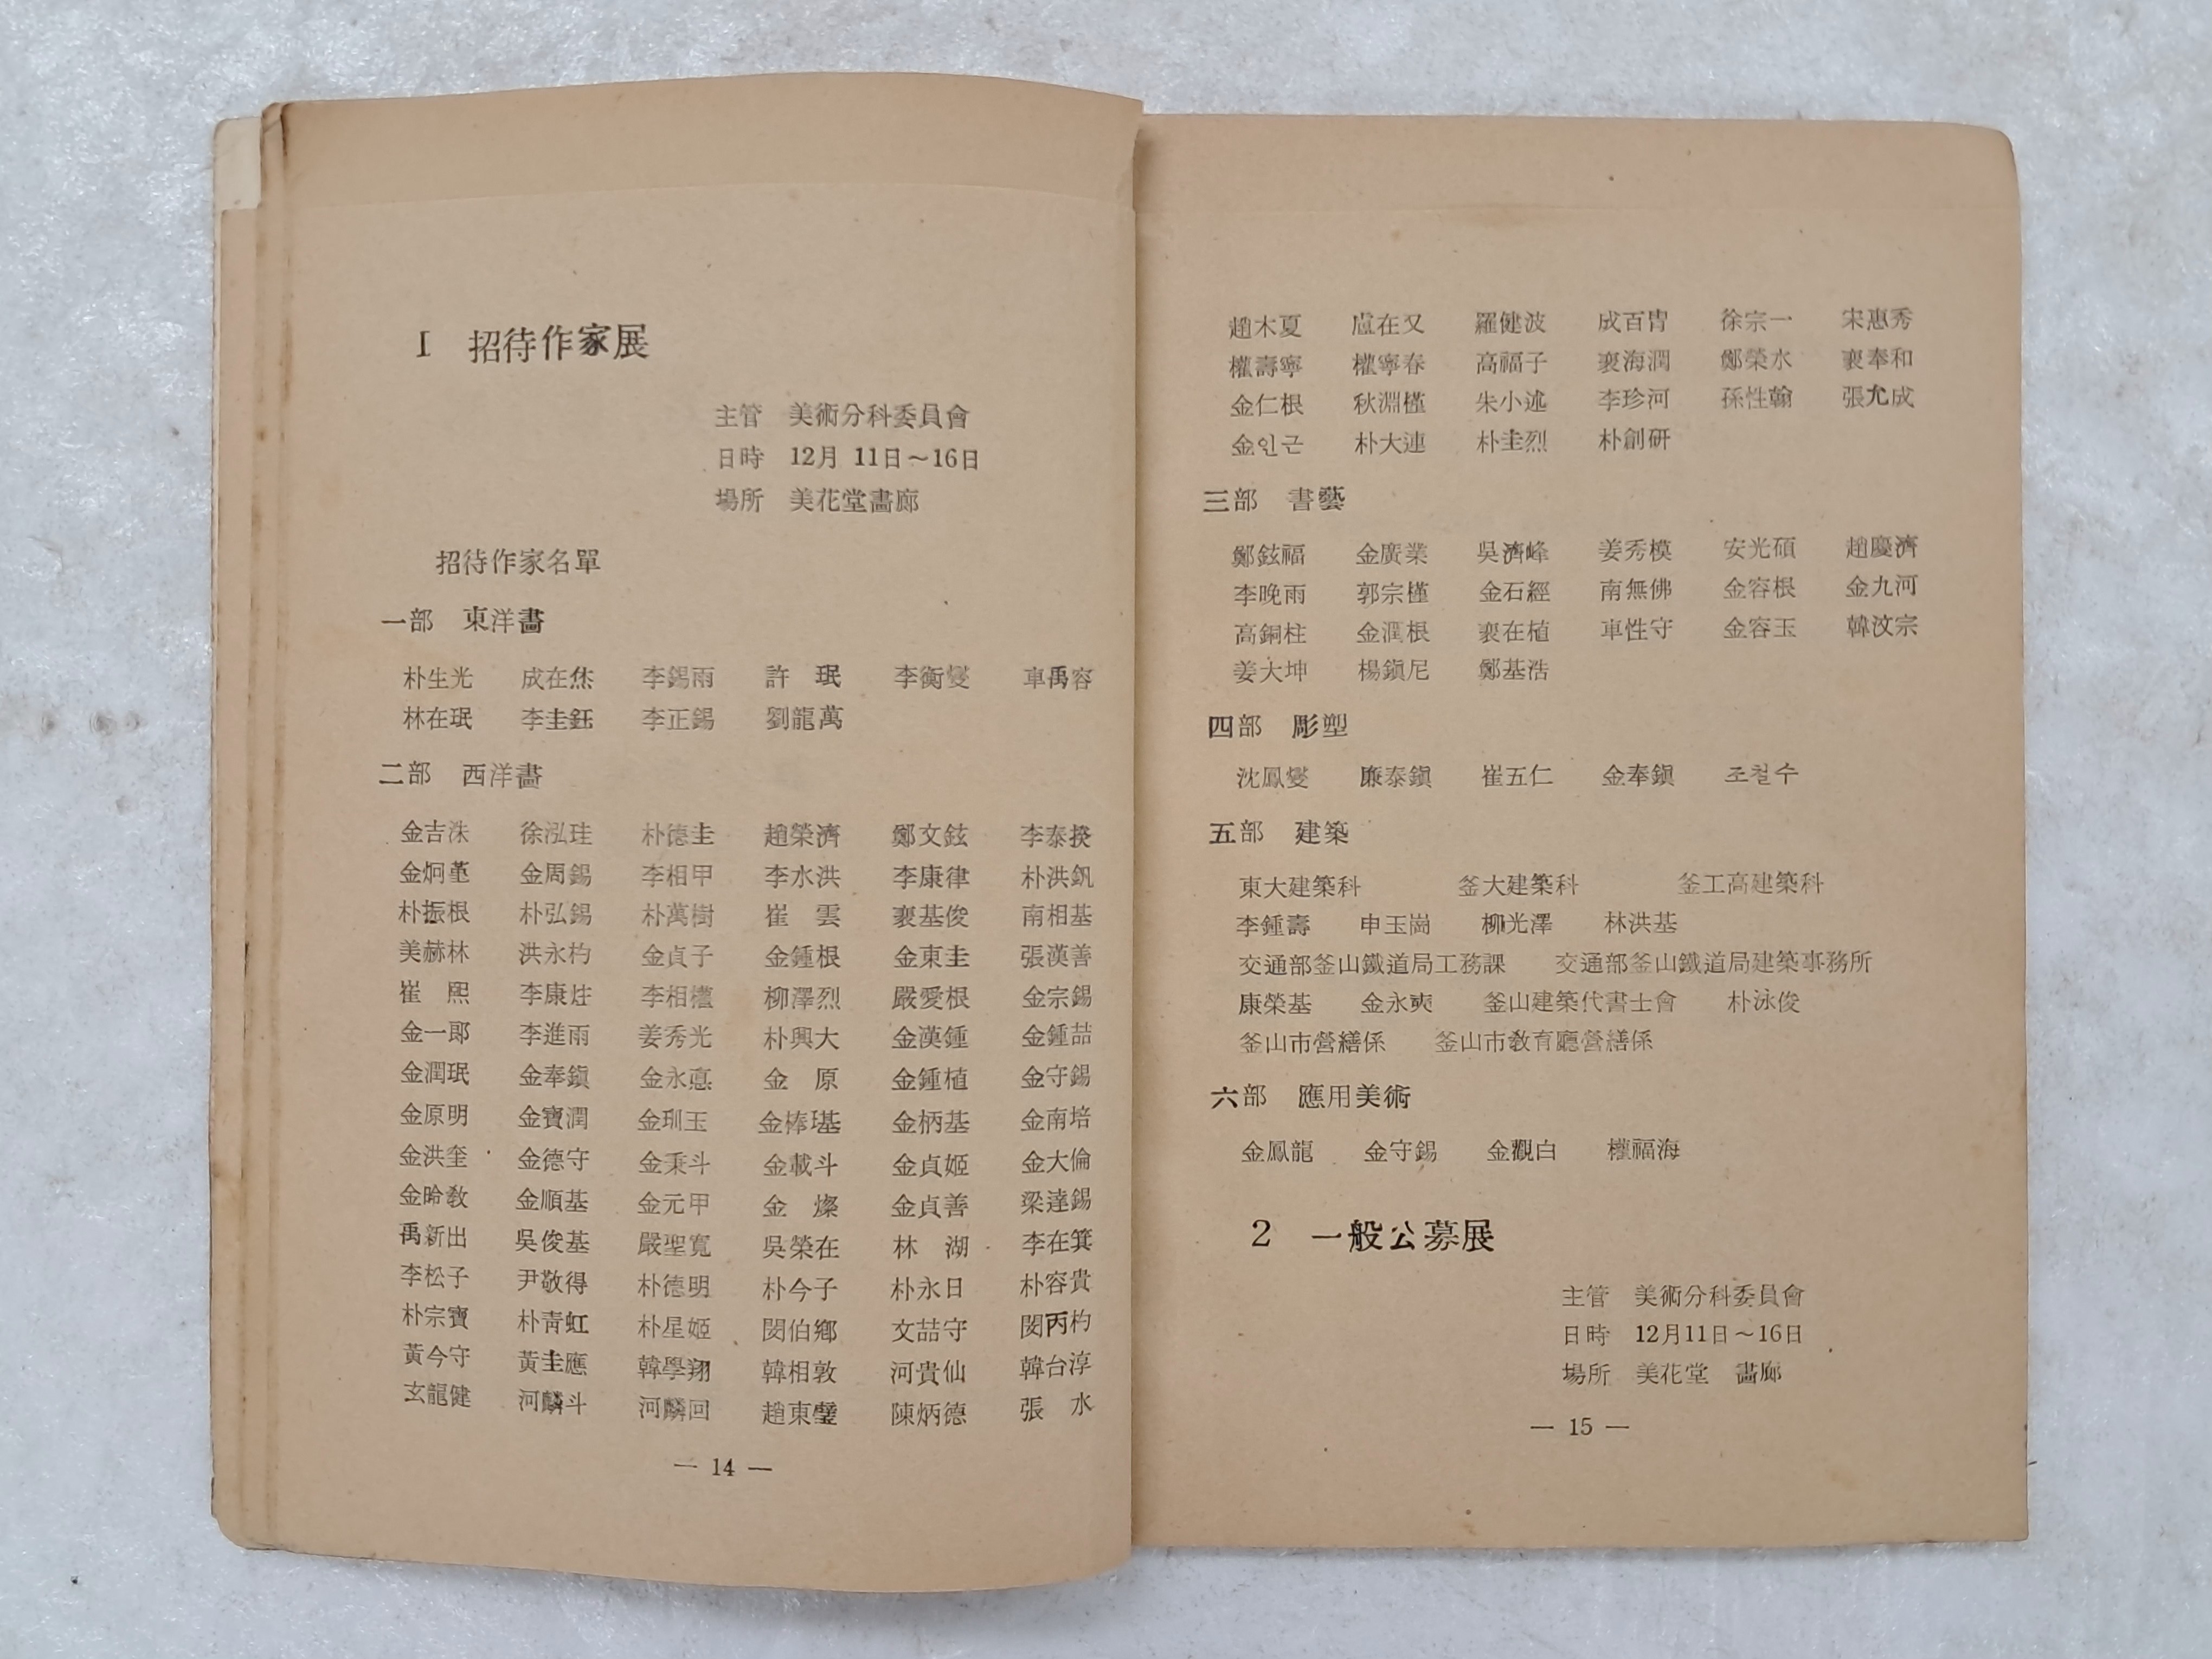 I 招待作家展
主管 美術分科委員會
日時 12月 11日～16日
場所 美花堂畵廊
招待作家名單
一部 東洋畵
朴生光 成在烋 李錫雨 許 珉 李衡燮 車禹容
林在珉 李圭鈺 李正錫 劉龍萬
二部 西洋畵
金吉洙 徐泓珪 朴德圭 趙榮濟 鄭文鉉 李泰揆
金炯菫 金周錫 李相甲 李水洪 李康律 朴洪釩
朴振根 朴弘錫 朴萬樹 崔 雲 裵基俊 南相基
美赫林 洪永杓 金貞子 金鍾根 金東圭 張漢善
崔 熙 李康炷 李相權 柳澤烈 嚴愛根 金宗錫
金一郞 李進雨 姜秀光 朴興大 金漢鍾 金鍾喆
金潤珉 金奉鎭 金永悳 金 原 金鍾植 金守錫
金原明 金寶潤 金玔玉 金棒璂 金柄基 金南培
金洪奎 金德守 金秉斗 金載斗 金貞姬 金大倫
金昤敎 金順基 金元甲 金 燦 金貞善 梁達錫
禹新出 吳俊基 嚴聖寬 吳榮在 林 湖 李在箕
李松子 尹敬得 朴德明 朴今子 朴永日 朴容貴
朴宗寶 朴靑虹 朴星姬 閔伯鄕 文喆守 閔丙杓
黃今守 黃圭應 韓學翔 韓相敦 河貴仙 韓台淳
玄龍健 河麟斗 河麟回 趙東璧 陳炳德 張 水
— 14 —
趙木夏 盧在又 羅健波 成百冑 徐宗一 宋惠秀
權壽寧 權寧春 高福子 裵海潤 鄭榮水 裵奉和
金仁根 秋淵槿 朱小述 李珍河 孫性翰 張允成
金인근 朴大連 朴圭烈 朴創研
三部 書藝
鄭鉉福 金廣業 吳濟峰 姜秀模 安光碩 趙慶濟
李晚雨 郭宗槿 金石經 南無佛 金容根 金九河
高銅柱 金潤根 裵在植 車性守 金容玉 韓汶宗
姜大坤 楊鎭尼 鄭基浩
四部 彫塑
沈鳳燮 廉泰鎭 崔五仁 金奉鎭 조철수
五部 建築
東大建築科 釜大建築科 釜工高建築科
李鍾壽 申玉崗 柳光澤 林洪基
交通部釜山鐵道局工務課 交通部釜山鐵道局建築事務所
康榮基 金永奭 釜山建築代書士會 朴泳俊
釜山市營繕係 釜山市敎育廳營繕係
六部 應用美術
金鳳龍 金守錫 金觀白 權福海
2 一般公募展
主管 美術分科委員會
日時 12月11日～16日
場所 美花堂 畵廊
— 15 —